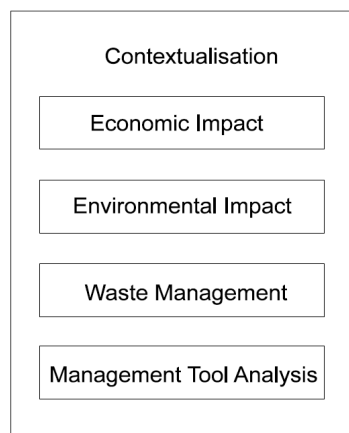 Contextualisation
Economic Impact
Environmental Impact
Waste Management
Management Tool Analysis